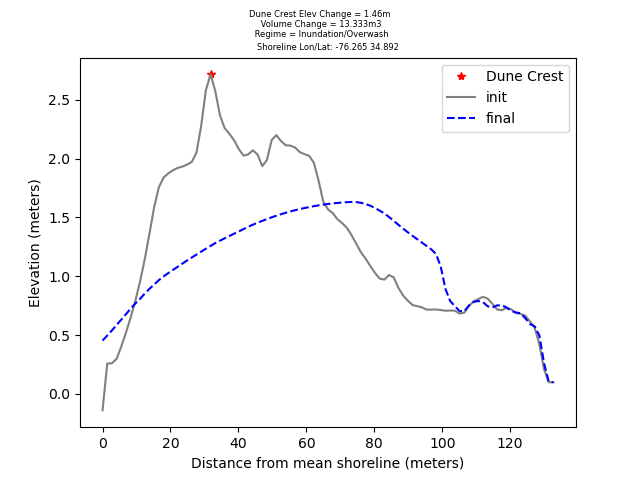 Dune Crest Elev Change = 1.46m
Volume Change = 13.333m3
Regime = Inundation/Overwash
Shoreline Lon/Lat: -76.265 34.892
Dune Crest
init
final
Elevation (meters)
2.5
2.0
1.5
1.0
0.5
0.0
0 20 40 60 80 100 120
Distance from mean shoreline (meters)